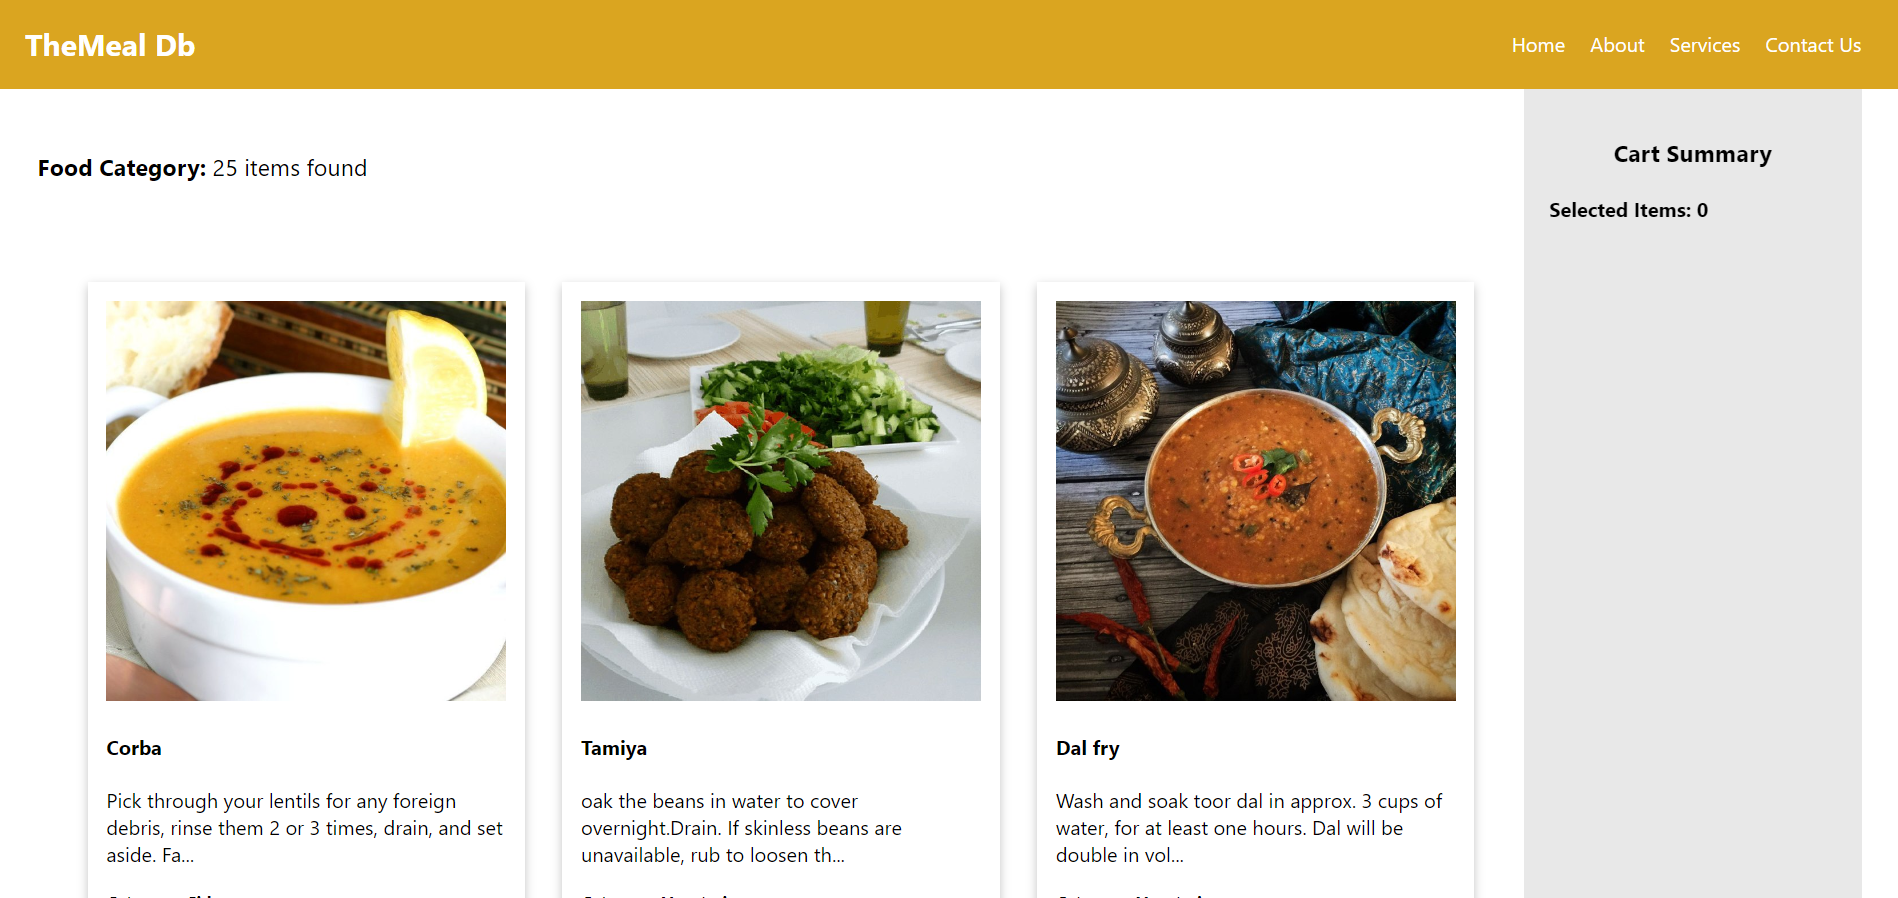 TheMeal Db
Home About Services Contact Us
Food Category: 25 items found
Cart Summary
Selected Items: 0
Corba
Pick through your lentils for any foreign
debris, rinse them 2 or 3 times, drain, and set
aside. Fa...
Tamiya
oak the beans in water to cover
overnight.Drain. If skinless beans are
unavailable, rub to loosen th...
Dal fry
Wash and soak toor dal in approx. 3 cups of
water, for at least one hours. Dal will be
double in vol...